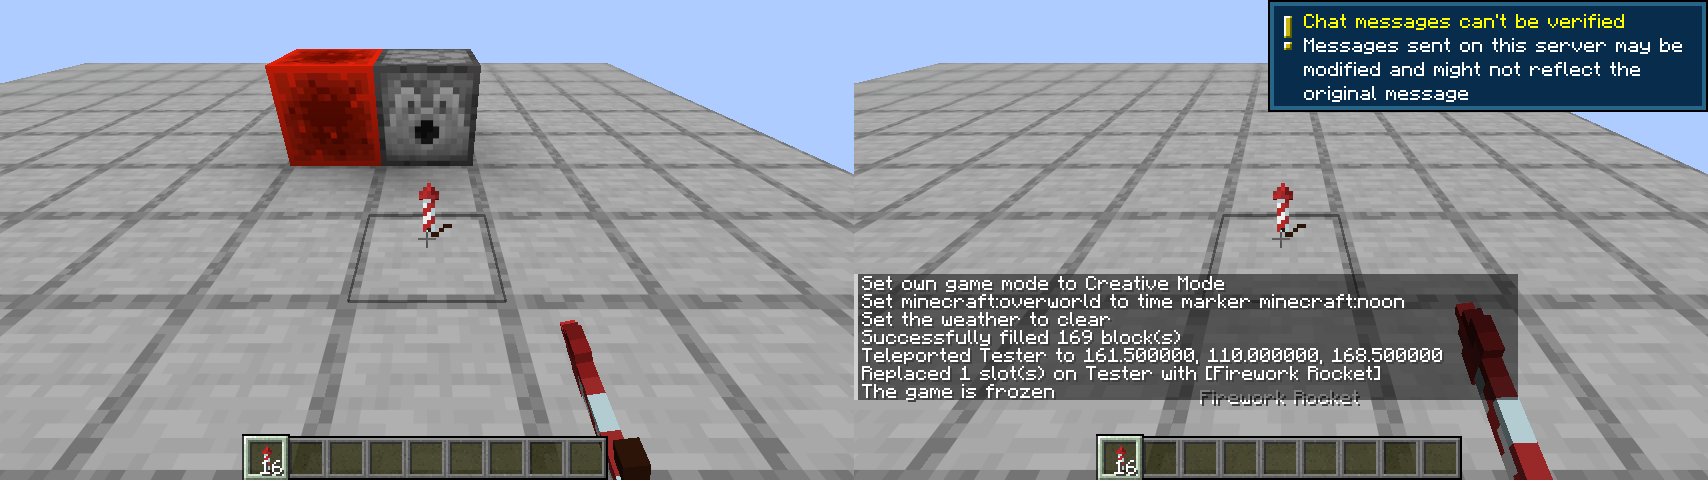 Chat messages can't be verified
Messages sent on this server may be
modified and might not reflect the
original message
Set own game mode to Creative Mode
Set minecraft:overworld to time marker minecraft:noon
Set the weather to clear
Successfully filled 169 block(s)
Teleported Tester to 161.500000, 110.000000, 168.500000
Replaced 1 slot(s) on Tester with [Firework Rocket]
The game is frozen
Firework Rocket
16
16